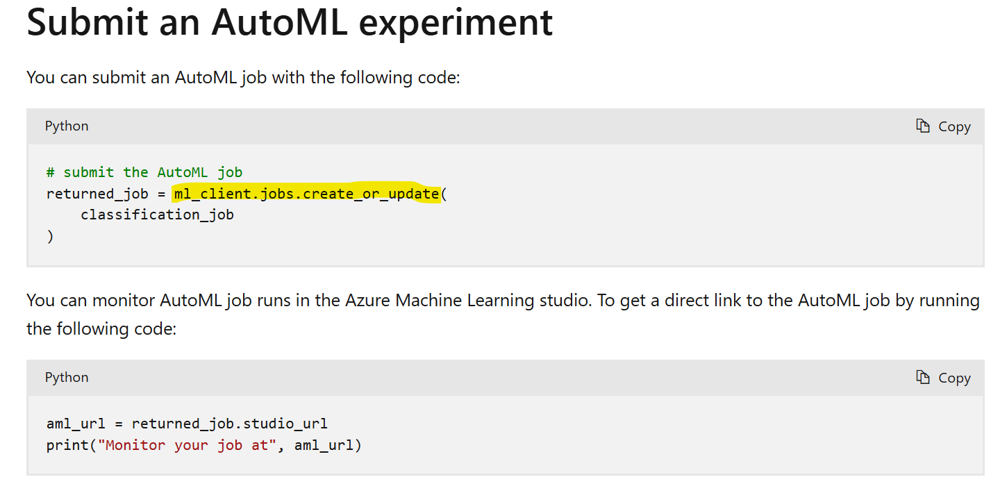 Submit an AutoML experiment
You can submit an AutoML job with the following code:
Python
Copy
# submit the AutoML job
returned_job = ml_client.jobs.create_or_update(
    classification_job
)
You can monitor AutoML job runs in the Azure Machine Learning studio. To get a direct link to the AutoML job by running
the following code:
Python
Copy
aml_url = returned_job.studio_url
print("Monitor your job at", aml_url)